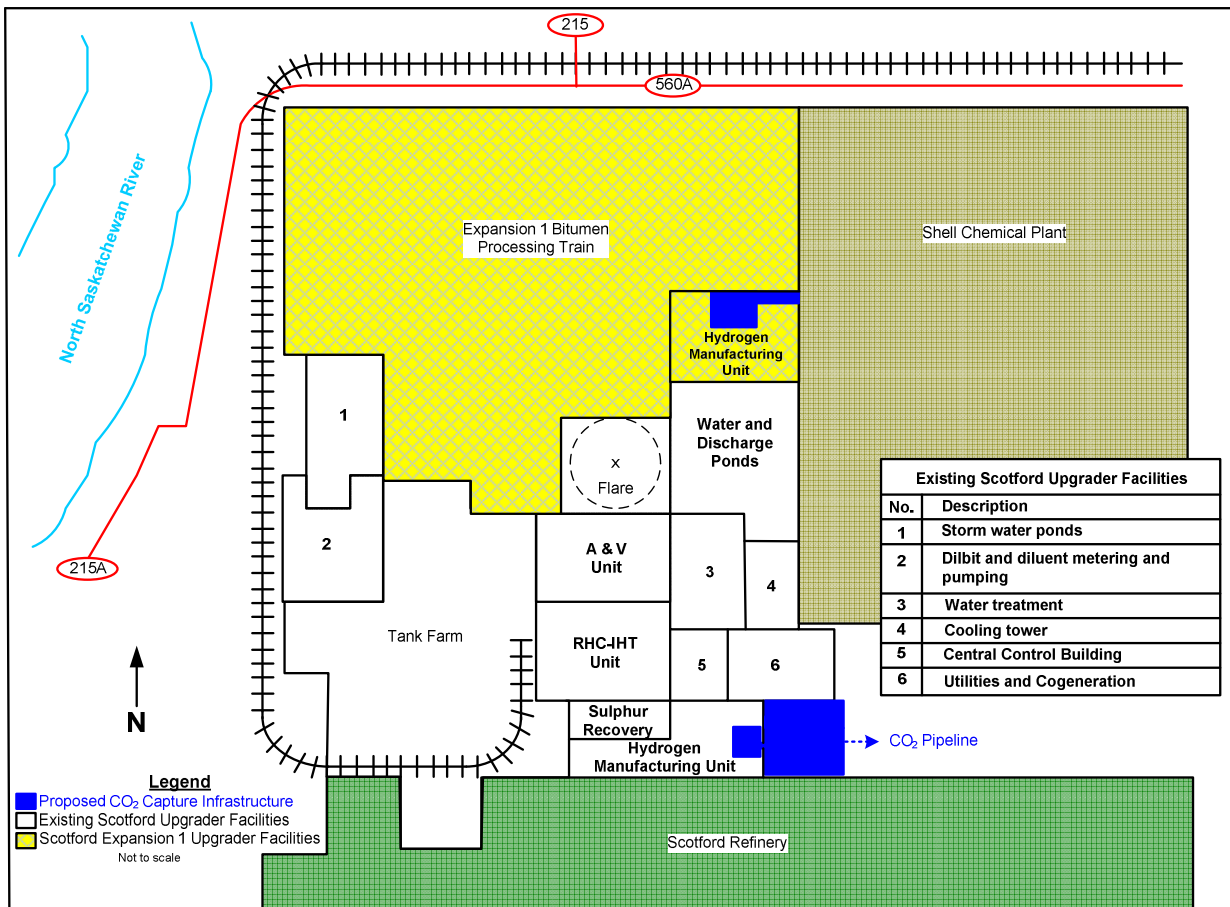 215
560A
North Saskatchewan River
Expansion 1 Bitumen
Processing Train
Shell Chemical Plant
Hydrogen
Manufacturing
Unit
1
Water and
Discharge
Ponds
x
Flare
Existing Scotford Upgrader Facilities
No. Description
1 Storm water ponds
2 Dilbit and diluent metering and
pumping
3 Water treatment
4 Cooling tower
5 Central Control Building
6 Utilities and Cogeneration
2
A & V
Unit
3
4
215A
Tank Farm
RHC-IHT
Unit
5
6
N
Sulphur
Recovery
Hydrogen
Manufacturing Unit
CO₂ Pipeline
Legend
Proposed CO₂ Capture Infrastructure
Existing Scotford Upgrader Facilities
Scotford Expansion 1 Upgrader Facilities
Not to scale
Scotford Refinery